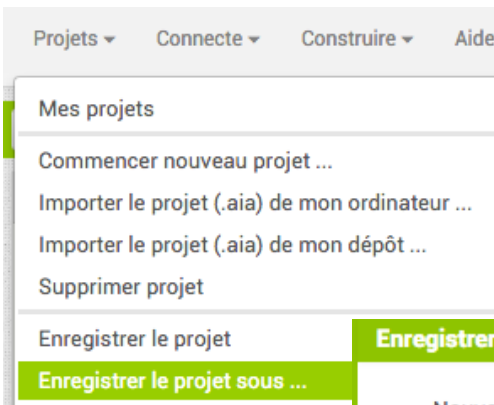 Projets Connecte Construire Aide
Mes projets
Commencer nouveau projet ...
Importer le projet (.aia) de mon ordinateur ...
Importer le projet (.aia) de mon dépôt ...
Supprimer projet
Enregistrer le projet
Enregistrer
Enregistrer le projet sous ...